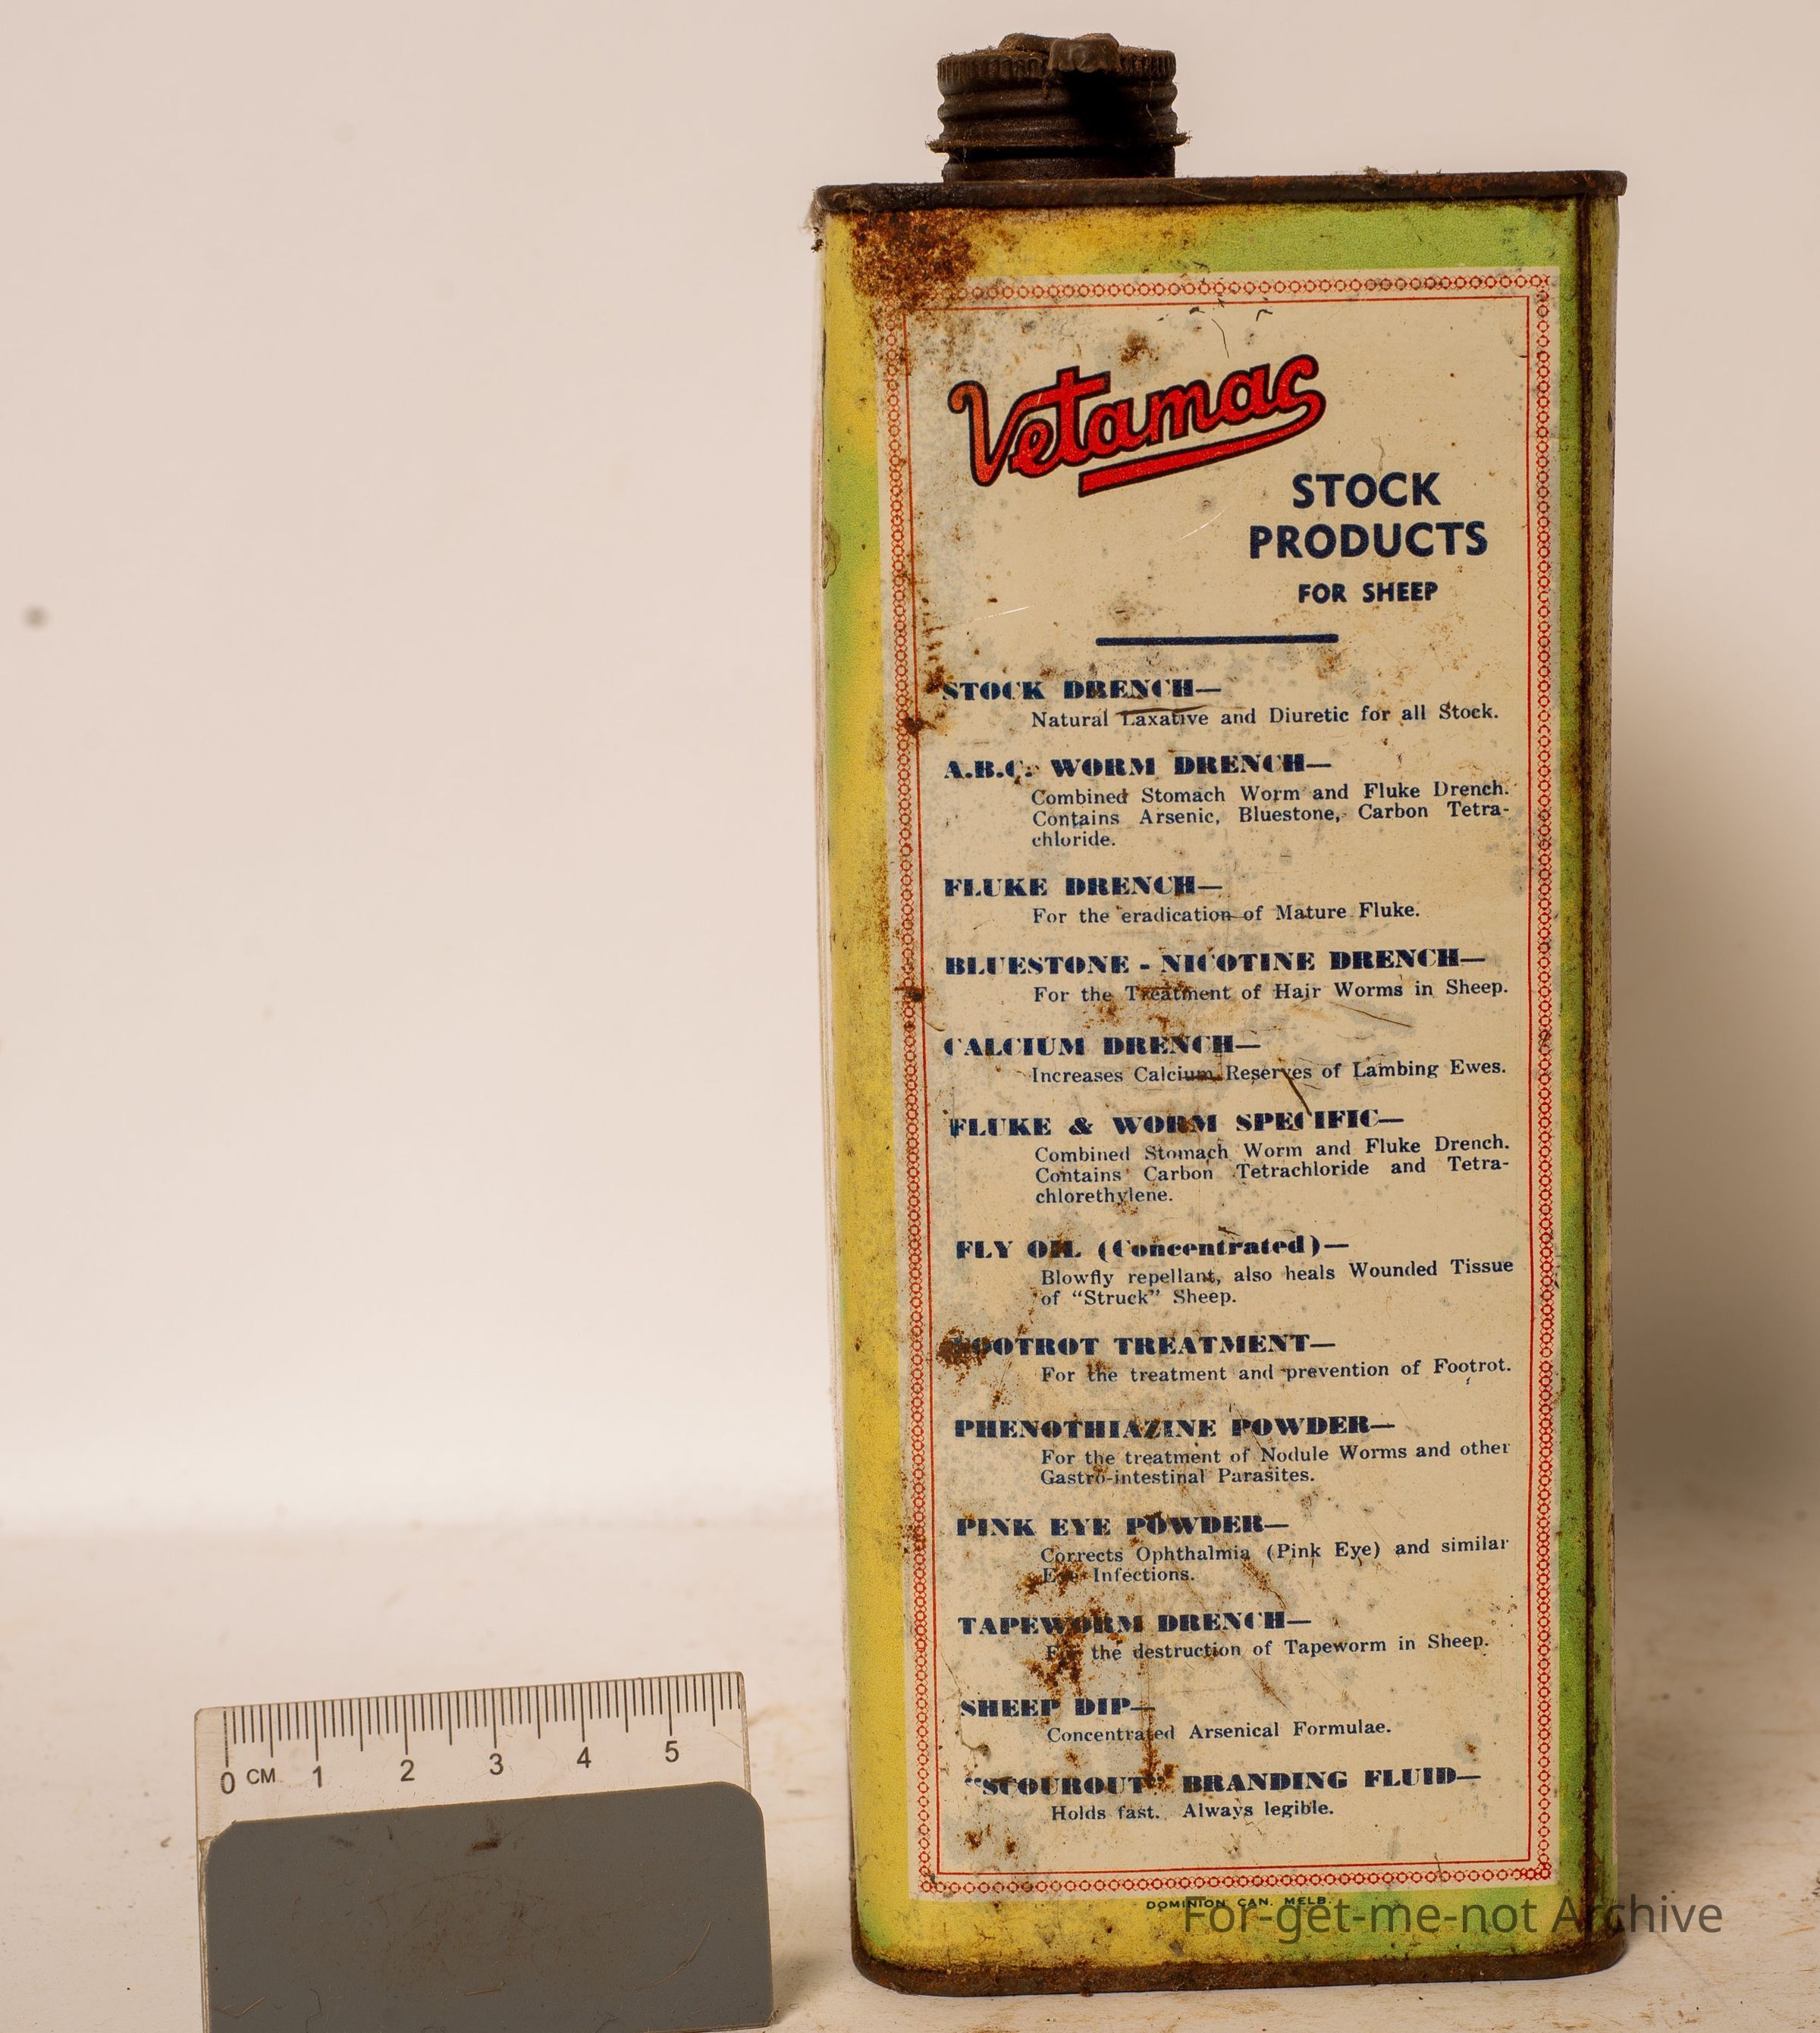 Vetamac
STOCK
PRODUCTS
FOR SHEEP
STOCK DRENCH—
Natural Laxative and Diuretic for all Stock.
A.B.C. WORM DRENCH—
Combined Stomach Worm and Fluke Drench.
Contains Arsenic, Bluestone, Carbon Tetra-
chloride.
FLUKE DRENCH—
For the eradication of Mature Fluke.
BLUESTONE - NICOTINE DRENCH—
For the Treatment of Hair Worms in Sheep.
CALCIUM DRENCH—
Increases Calcium Reserves of Lambing Ewes.
FLUKE & WORM SPECIFIC—
Combined Stomach Worm and Fluke Drench.
Contains Carbon Tetrachloride and Tetra-
chlorethylene.
FLY OIL (Concentrated)—
Blowfly repellant, also heals Wounded Tissue
of "Struck" Sheep.
FOOTROT TREATMENT—
For the treatment and prevention of Footrot.
PHENOTHIAZINE POWDER—
For the treatment of Nodule Worms and other
Gastro-intestinal Parasites.
PINK EYE POWDER—
Corrects Ophthalmia (Pink Eye) and similar
Eye Infections.
TAPEWORM DRENCH—
For the destruction of Tapeworm in Sheep.
SHEEP DIP—
Concentrated Arsenical Formulae.
"SCOUROUT" BRANDING FLUID—
Holds fast. Always legible.
DOMINION CAN. MELB.
For-get-me-not Archive
0 CM 1 2 3 4 5